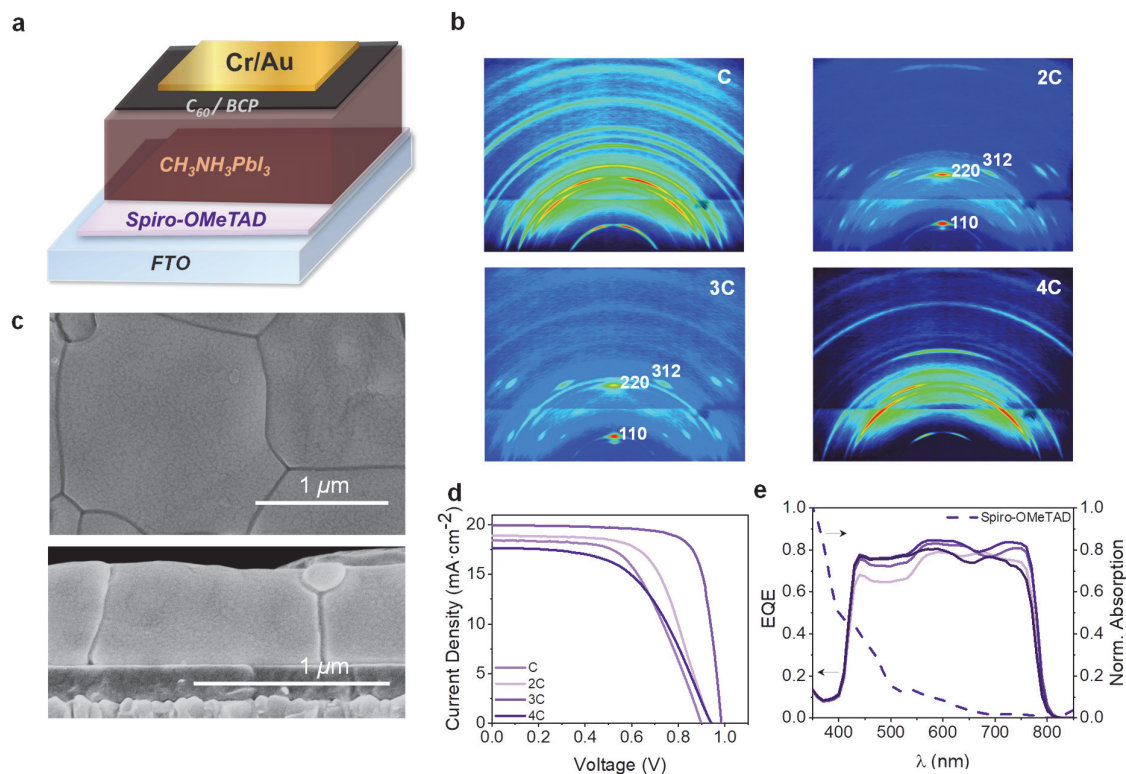 a
Cr/Au
C₆₀ / BCP
CH₃NH₃PbI₃
Spiro-OMeTAD
FTO
b
C
2C
312
220
110
3C
312
220
110
4C
c
1 µm
1 µm
d
Current Density (mA·cm⁻²)
20
15
10
5
0
C
2C
3C
4C
0.0 0.2 0.4 0.6 0.8 1.0
Voltage (V)
e
Spiro-OMeTAD
EQE
1.0
0.8
0.6
0.4
0.2
0.0
1.0
0.8
0.6
0.4
0.2
0.0
Norm. Absorption
400 500 600 700 800
λ (nm)